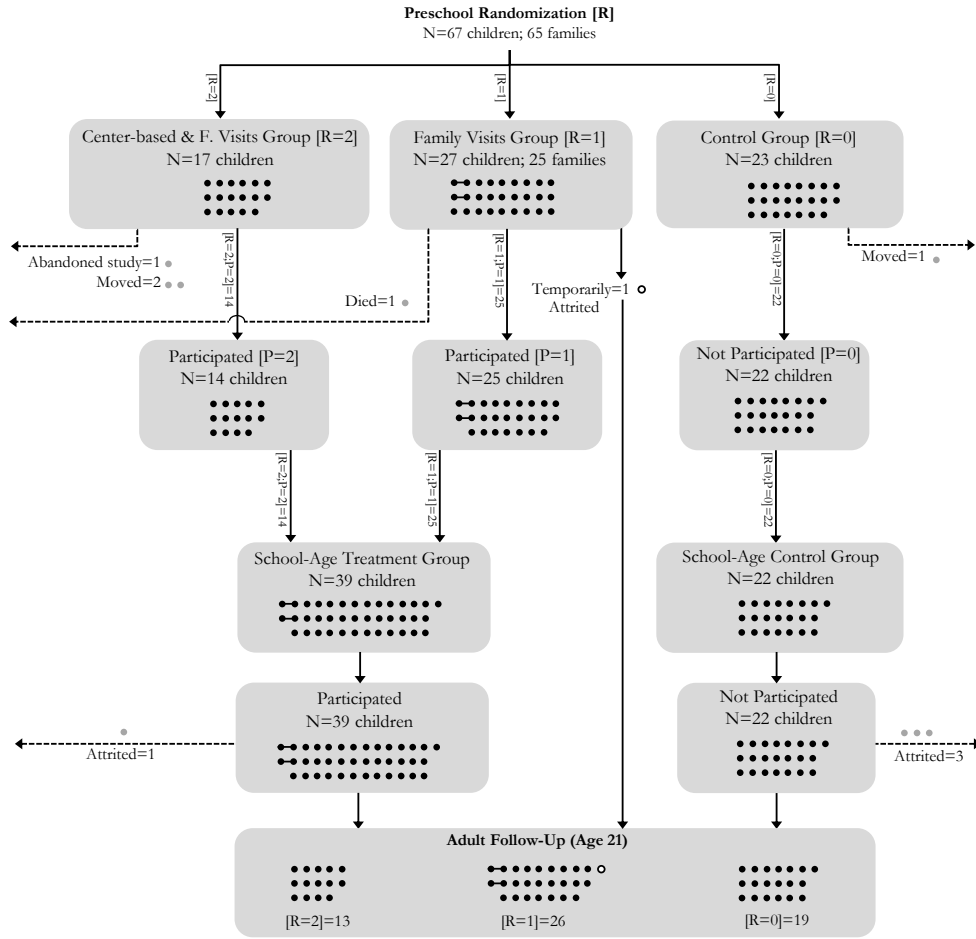 Preschool Randomization [R]
N=67 children; 65 families
[R=2]
[R=1]
[R=0]
Center-based & F. Visits Group [R=2]
N=17 children
Family Visits Group [R=1]
N=27 children; 25 families
Control Group [R=0]
N=23 children
Abandoned study=1
Moved=2
[R=2;P=2]=14
Died=1
[R=1;P=1]=25
Temporarily=1
Attrited
[R=0;P=0]=22
Moved=1
Participated [P=2]
N=14 children
Participated [P=1]
N=25 children
Not Participated [P=0]
N=22 children
[R=2;P=2]=14
[R=1;P=1]=25
[R=0;P=0]=22
School-Age Treatment Group
N=39 children
School-Age Control Group
N=22 children
Participated
N=39 children
Not Participated
N=22 children
Attrited=1
Attrited=3
Adult Follow-Up (Age 21)
[R=2]=13
[R=1]=26
[R=0]=19